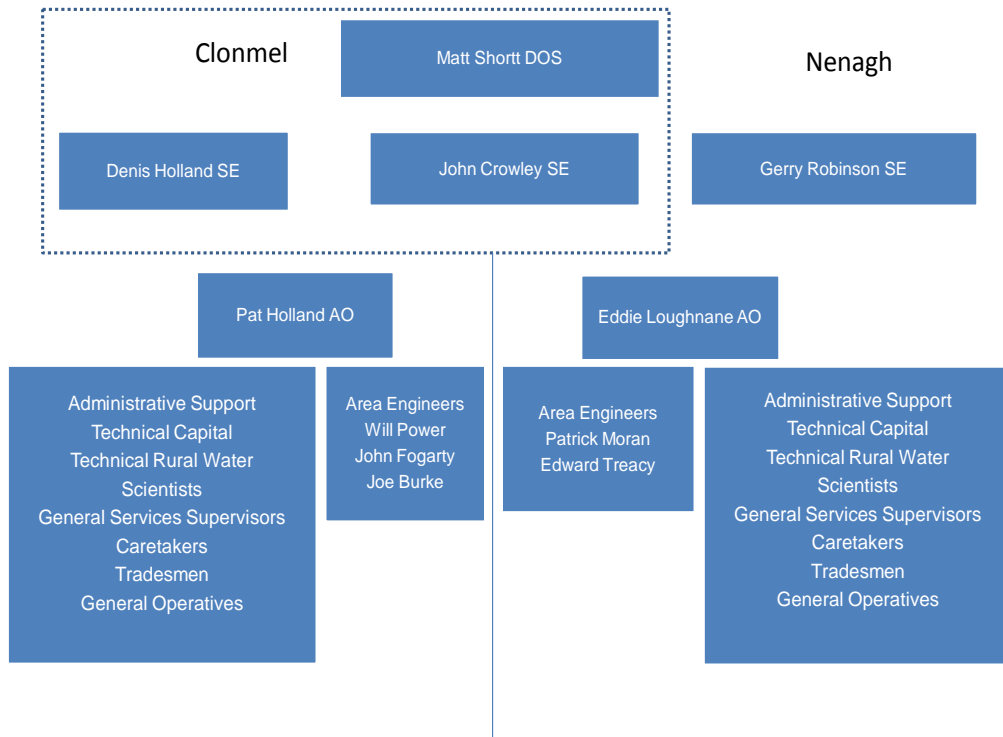 Clonmel
Matt Shortt DOS
Nenagh
Denis Holland SE
John Crowley SE
Gerry Robinson SE
Pat Holland AO
Eddie Loughnane AO
Administrative Support
Technical Capital
Technical Rural Water
Scientists
General Services Supervisors
Caretakers
Tradesmen
General Operatives
Area Engineers
Will Power
John Fogarty
Joe Burke
Area Engineers
Patrick Moran
Edward Treacy
Administrative Support
Technical Capital
Technical Rural Water
Scientists
General Services Supervisors
Caretakers
Tradesmen
General Operatives